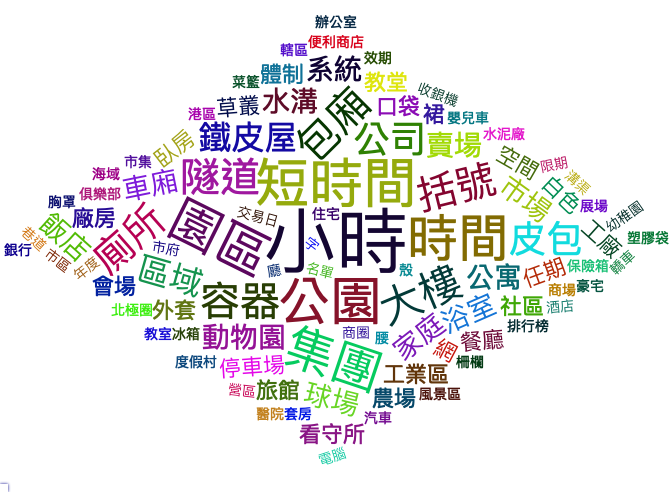 辦公室
便利商店
轄區
系統
效期
體制
教堂
菜籃
收銀機
包廂
水溝
口袋
草叢
裙
嬰兒車
港區
鐵皮屋
公司
賣場
水泥廠
臥房
空間
限期
市集
隧道
短時間
括號
溝渠
海域
車廂
市場
白色
俱樂部
胸罩
展場
廠房
廁所
園區
交易日
住宅
幼稚園
飯店
小時
時間
皮包
工廠
塑膠袋
巷道
銀行
市府
字
市區
年度
區域
廳
名單
殼
大樓
公寓
任期
保險箱
轎車
會場
容器
公園
商場
豪宅
北極圈
外套
浴室
社區
酒店
教室
冰箱
動物園
商圈
腰
家庭
排行榜
集團
網
餐廳
度假村
停車場
工業區
柵欄
營區
旅館
球場
農場
風景區
醫院
套房
汽車
看守所
電腦